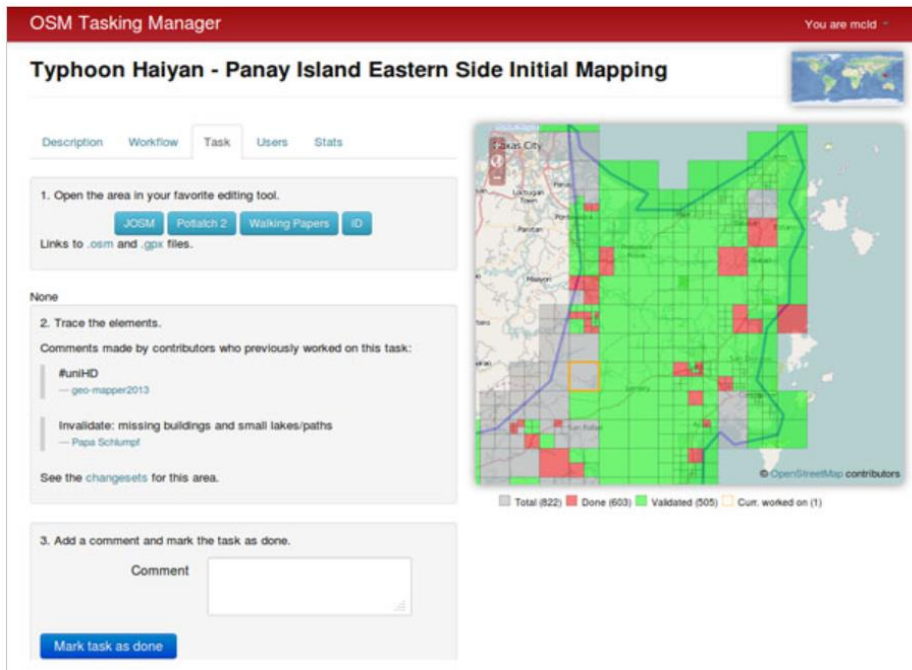 OSM Tasking Manager
You are mcld
Typhoon Haiyan - Panay Island Eastern Side Initial Mapping
Description Workflow Task Users Stats
1. Open the area in your favorite editing tool.
JOSM Potlatch 2 Walking Papers iD
Links to .osm and .gpx files.
None
2. Trace the elements.
Comments made by contributors who previously worked on this task:
#uniHD
— geo-mapper2013
Invalidate: missing buildings and small lakes/paths
— Papa Schlumpf
See the changesets for this area.
3. Add a comment and mark the task as done.
Comment
Mark task as done
City
Panitan
© OpenStreetMap contributors
Total (822) Done (603) Validated (505) Curr. worked on (1)